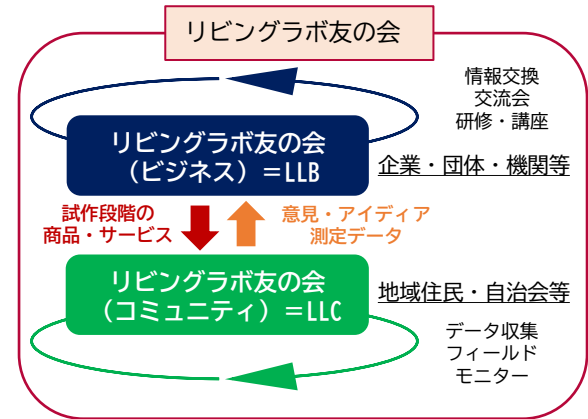 リビングラボ友の会
情報交換
交流会
研修・講座
リビングラボ友の会
（ビジネス）＝LLB
企業・団体・機関等
試作段階の
商品・サービス
意見・アイディア
測定データ
リビングラボ友の会
（コミュニティ）＝LLC
地域住民・自治会等
データ収集
フィールド
モニター